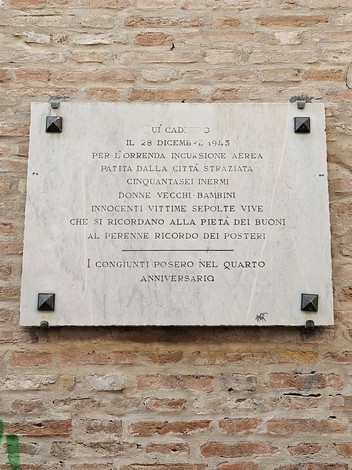 QUI CADDERO
IL 28 DICEMBRE 1943
PER L'ORRENDA INCURSIONE AEREA
PATITA DALLA CITTÀ STRAZIATA
CINQUANTASEI INERMI
DONNE VECCHI-BAMBINI
INNOCENTI VITTIME SEPOLTE VIVE
CHE SI RICORDANO ALLA PIETÀ DEI BUONI
AL PERENNE RICORDO DEI POSTERI
I CONGIUNTI POSERO NEL QUARTO
ANNIVERSARIO